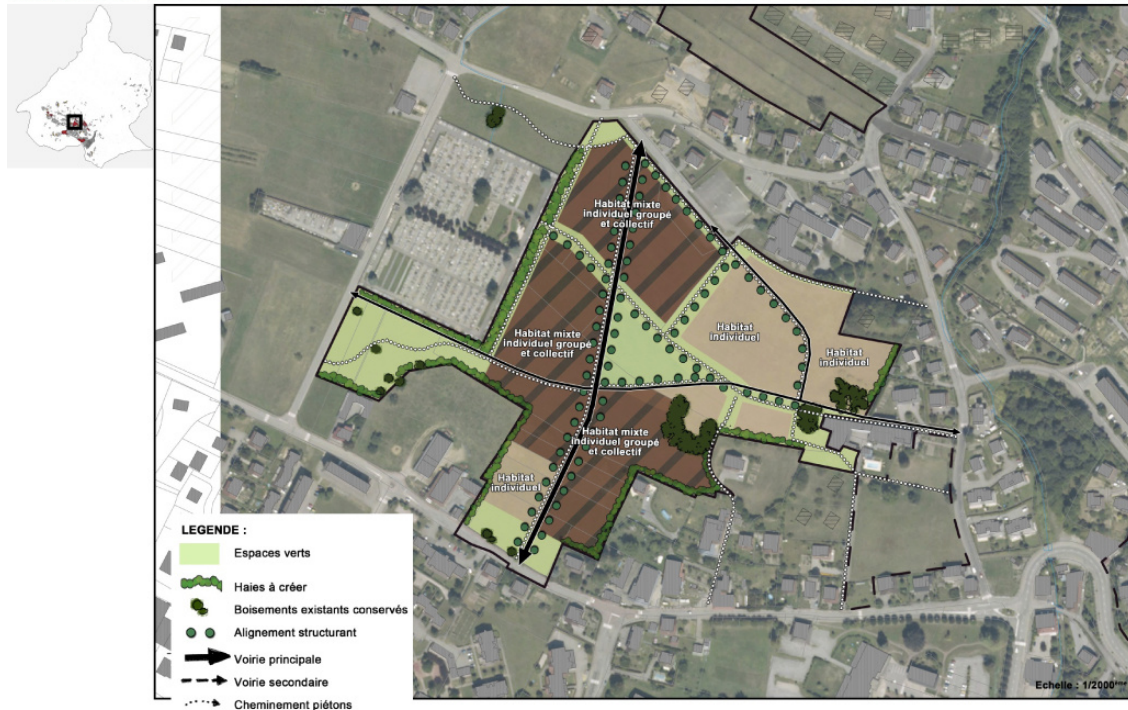 Habitat mixte
individuel groupé
et collectif
Habitat mixte
individuel groupé
et collectif
Habitat
individuel
Habitat
individuel
Habitat mixte
individuel groupé
et collectif
Habitat
individuel
LEGENDE :
Espaces verts
Haies à créer
Boisements existants conservés
Alignement structurant
Voirie principale
Voirie secondaire
Cheminement piétons
Echelle : 1/2000ème